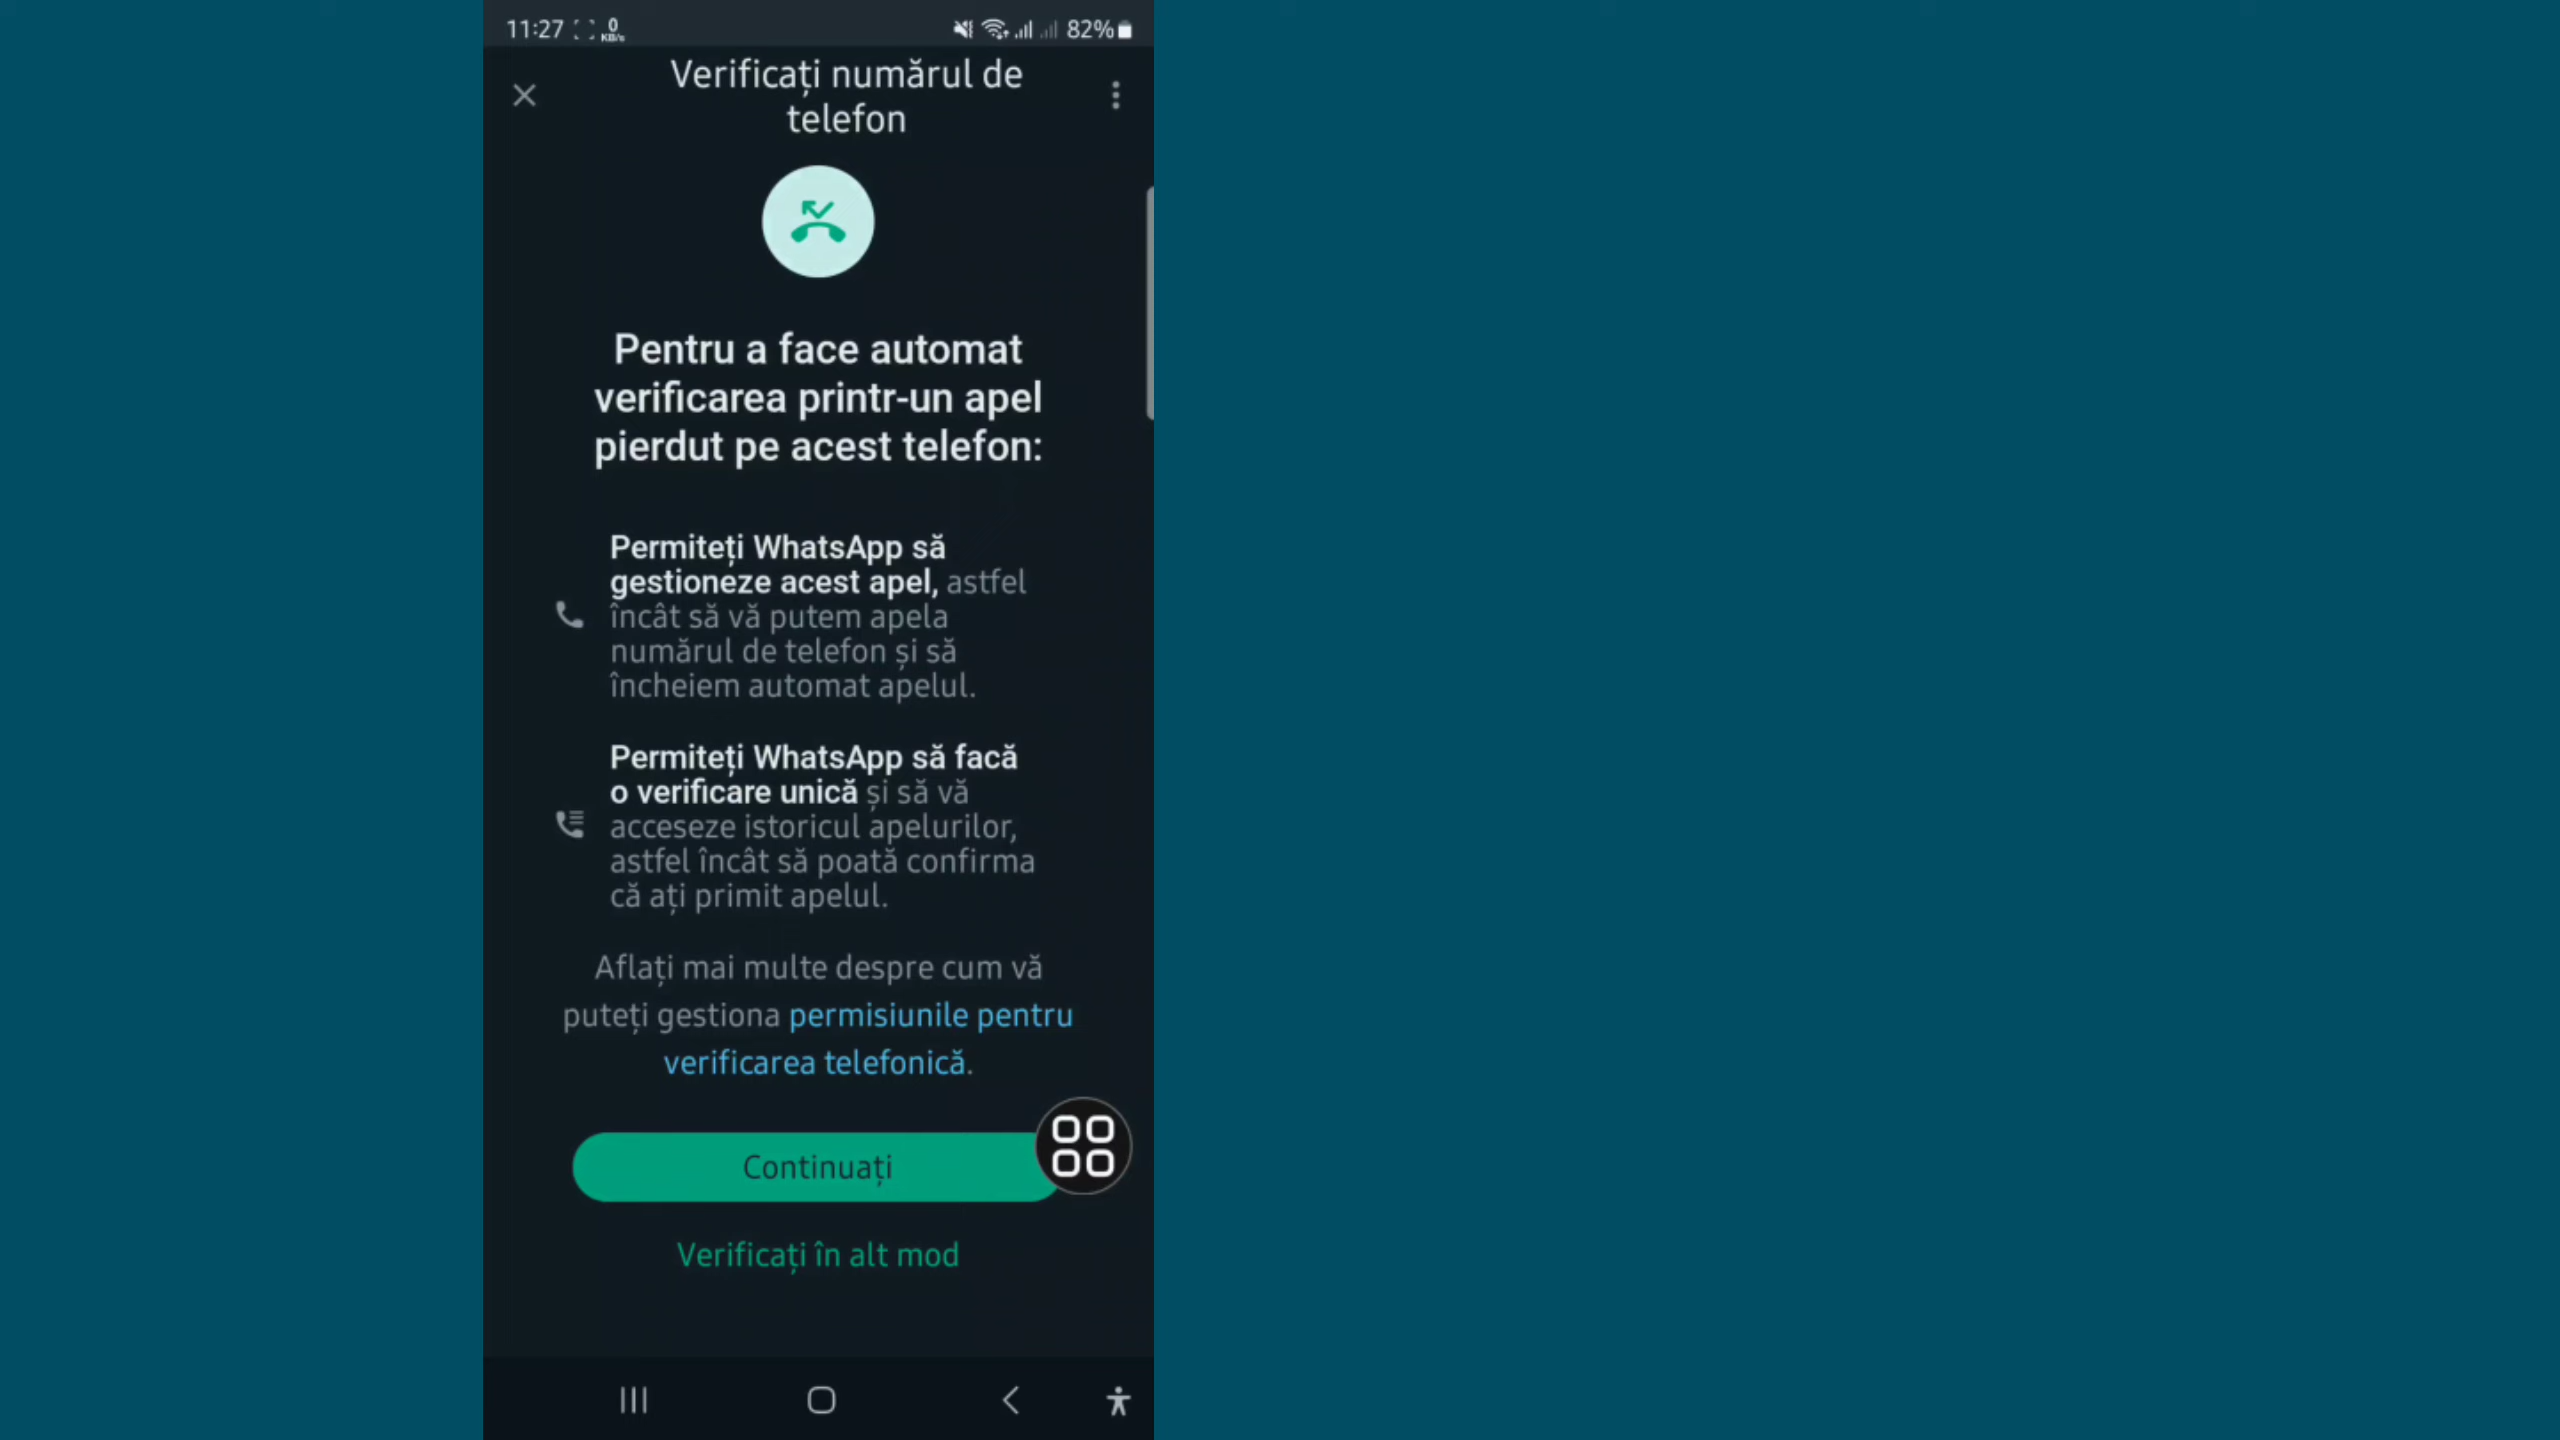 11:27
0
KB/s
82%
Verificați numărul de
telefon
Pentru a face automat
verificarea printr-un apel
pierdut pe acest telefon:
Permiteți WhatsApp să
gestioneze acest apel, astfel
încât să vă putem apela
numărul de telefon și să
încheiem automat apelul.
Permiteți WhatsApp să facă
o verificare unică și să vă
acceseze istoricul apelurilor,
astfel încât să poată confirma
că ați primit apelul.
Aflați mai multe despre cum vă
puteți gestiona permisiunile pentru
verificarea telefonică.
Continuați
Verificați în alt mod